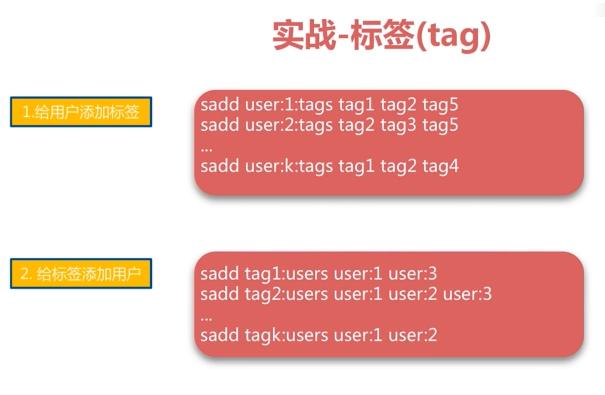 实战-标签(tag)
1.给用户添加标签
sadd user:1:tags tag1 tag2 tag5
sadd user:2:tags tag2 tag3 tag5
...
sadd user:k:tags tag1 tag2 tag4
2. 给标签添加用户
sadd tag1:users user:1 user:3
sadd tag2:users user:1 user:2 user:3
...
sadd tagk:users user:1 user:2